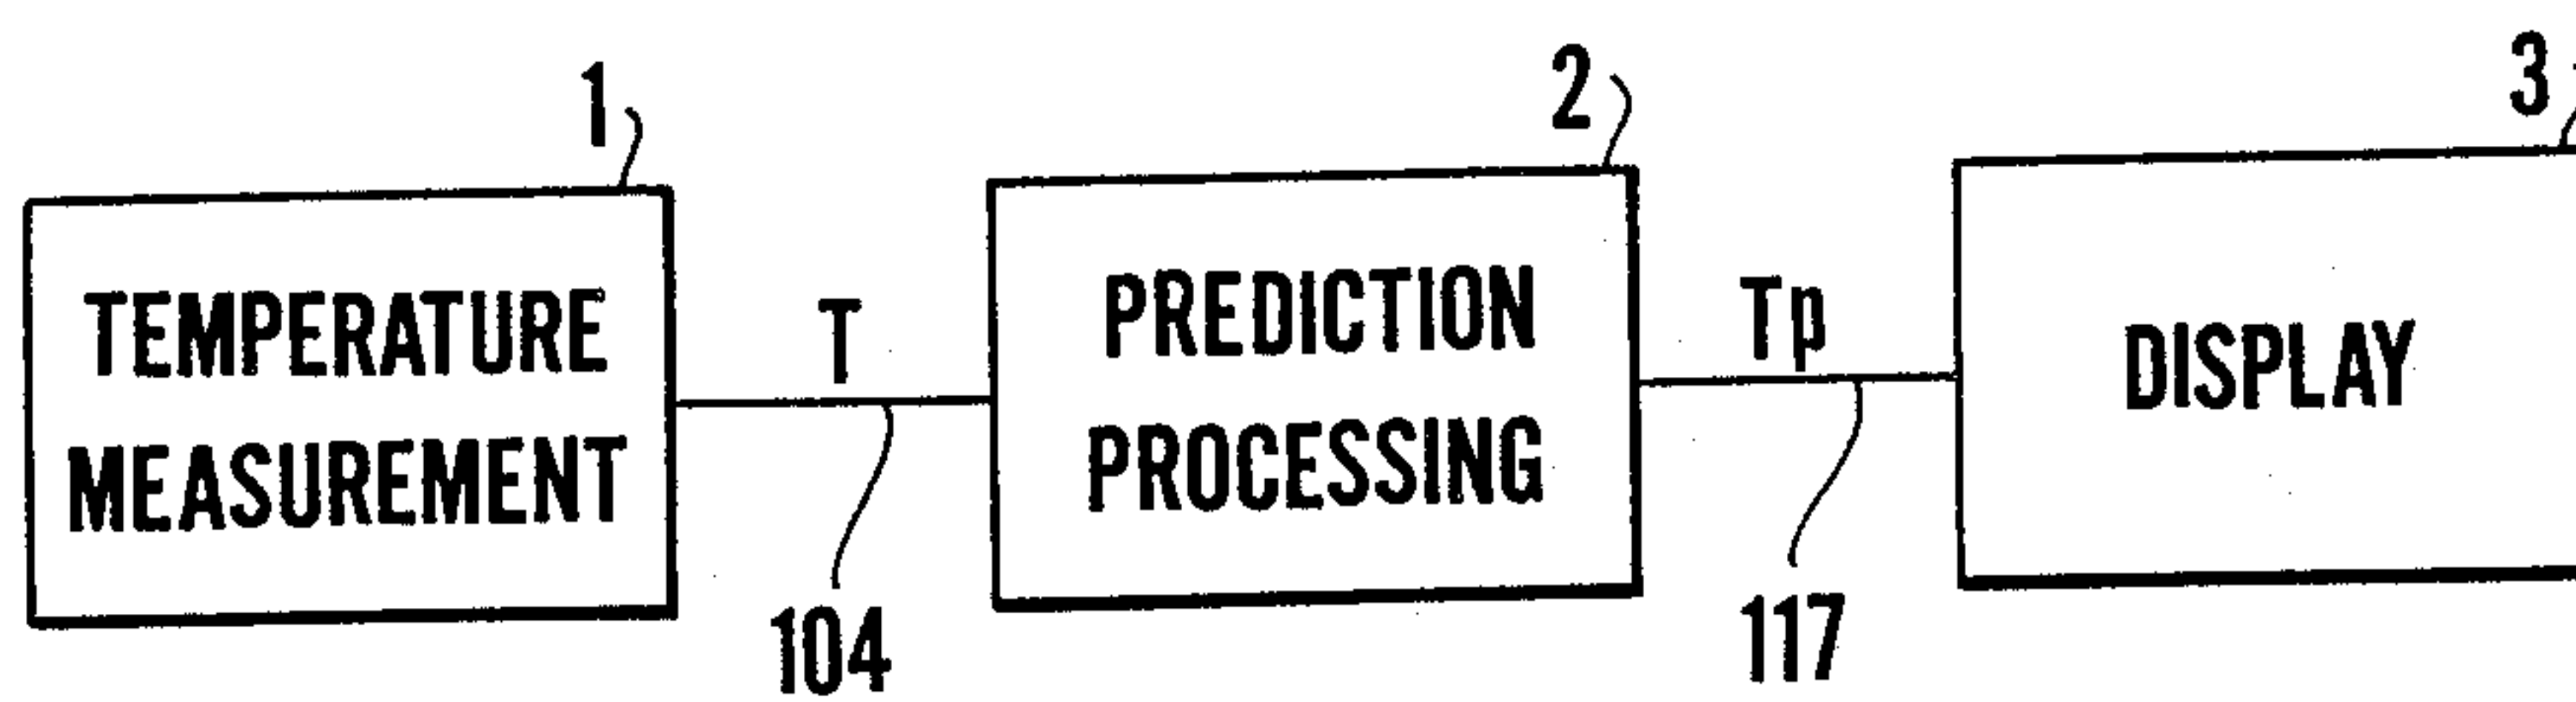 1
2
3
TEMPERATURE
MEASUREMENT
T
PREDICTION
PROCESSING
Tp
DISPLAY
104
117